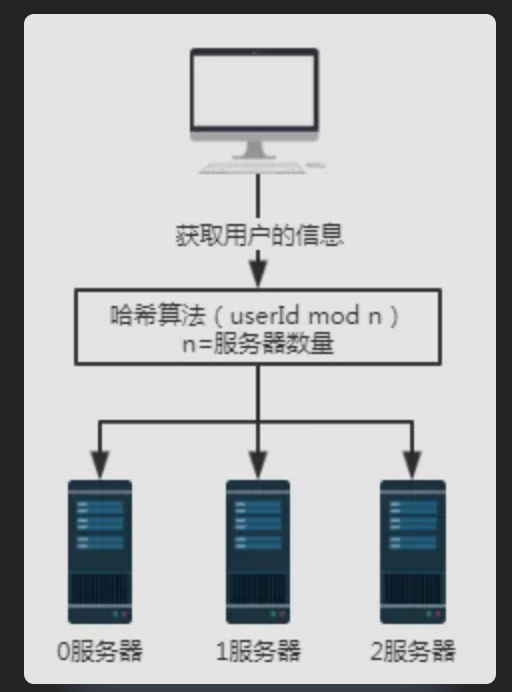 获取用户的信息
哈希算法（userId mod n）
n=服务器数量
0服务器
1服务器
2服务器